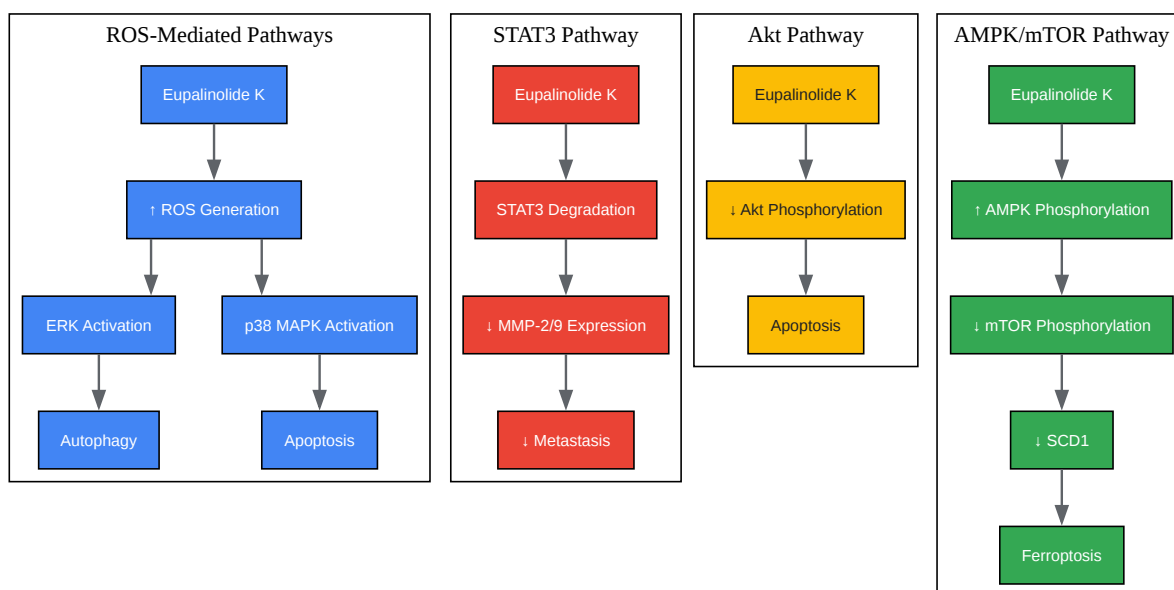 ROS-Mediated Pathways
Eupalinolide K
↑ ROS Generation
ERK Activation
p38 MAPK Activation
Autophagy
Apoptosis
STAT3 Pathway
Eupalinolide K
STAT3 Degradation
↓ MMP-2/9 Expression
↓ Metastasis
Akt Pathway
Eupalinolide K
↓ Akt Phosphorylation
Apoptosis
AMPK/mTOR Pathway
Eupalinolide K
↑ AMPK Phosphorylation
↓ mTOR Phosphorylation
↓ SCD1
Ferroptosis